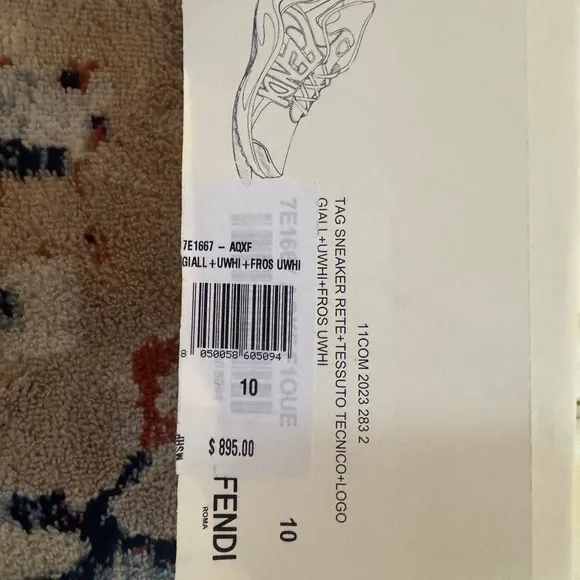 FENDI
7E1667 - AQXF
GIALL+UWHI+FROS UWHI
8 050058 605094
10
$ 895.00
TAG SNEAKER RETE+TESSUTO TECNICO+LOGO
GIALL+UWHI+FROS UWHI
11COM 2023 283 2
FENDI
ROMA
10